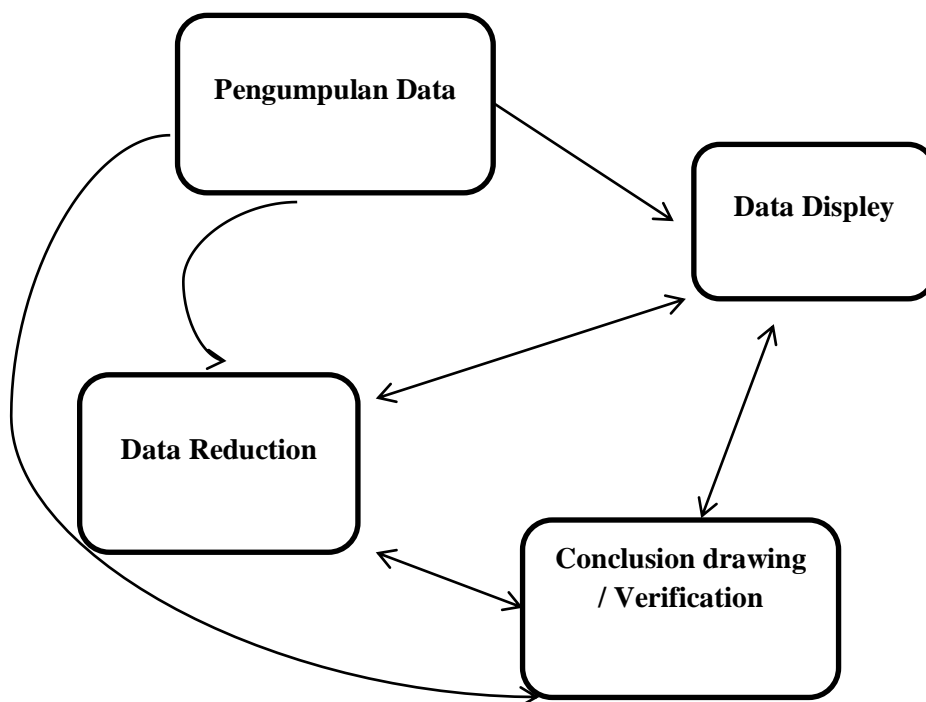 Pengumpulan Data
Data Displey
Data Reduction
Conclusion drawing
/ Verification